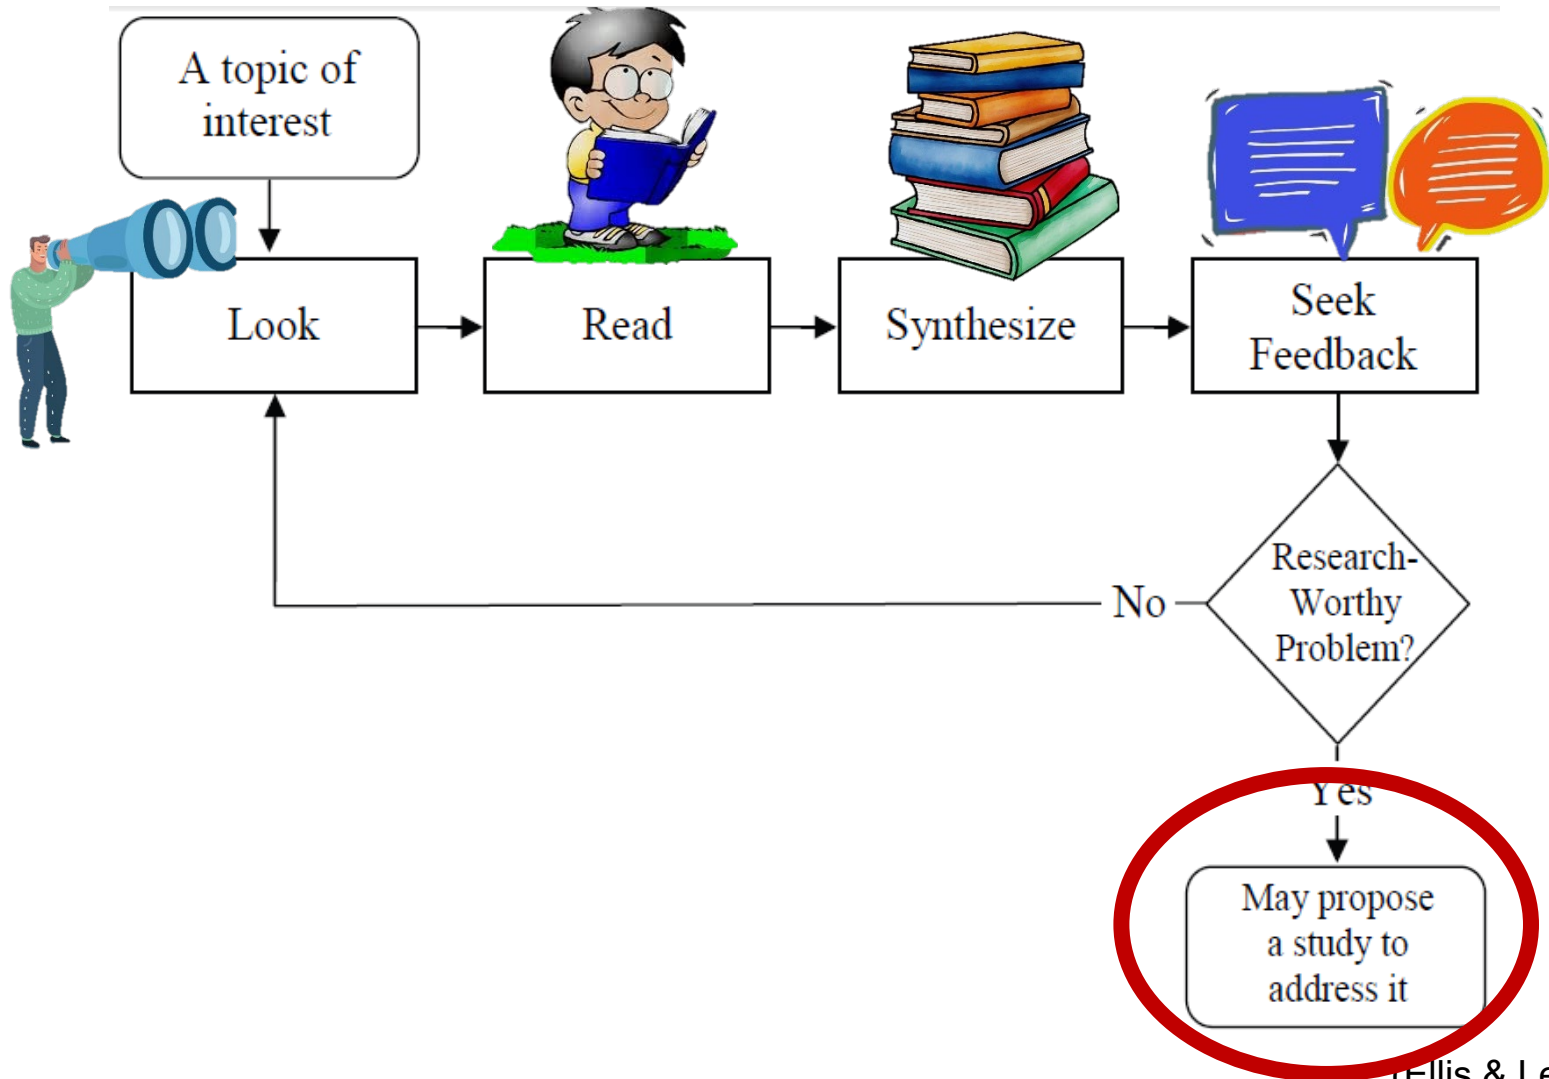 A topic of
interest
Look
Read
Synthesize
Seek
Feedback
Research-
Worthy
Problem?
No
Yes
May propose
a study to
address it
Ellis &